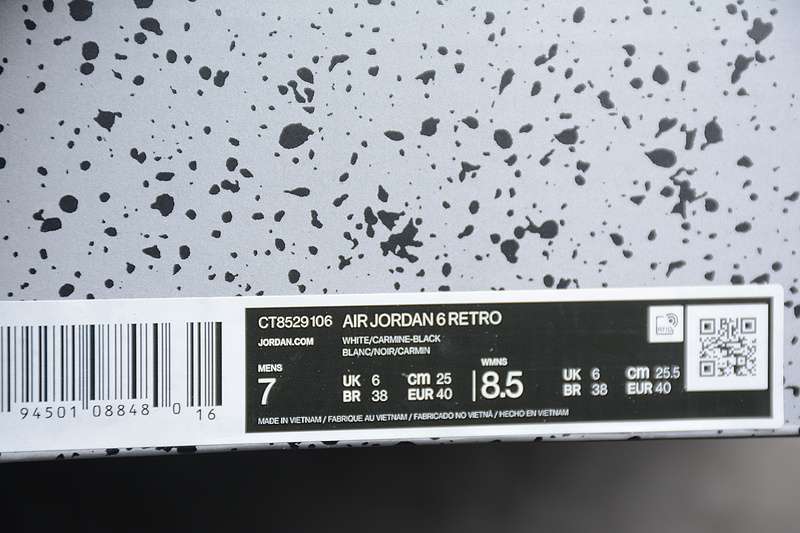 CT8529106 AIR JORDAN 6 RETRO
JORDAN.COM
WHITE/CARMINE-BLACK
BLANC/NOIR/CARMIN
MENS
7
UK 6 cm 25
BR 38 EUR 40
WMNS
8.5
UK 6 cm 25.5
BR 38 EUR 40
MADE IN VIETNAM / FABRIQUE AU VIETNAM / FABRICADO NO VIETNÃ / HECHO EN VIETNAM
RFID
94501 08848 0 16